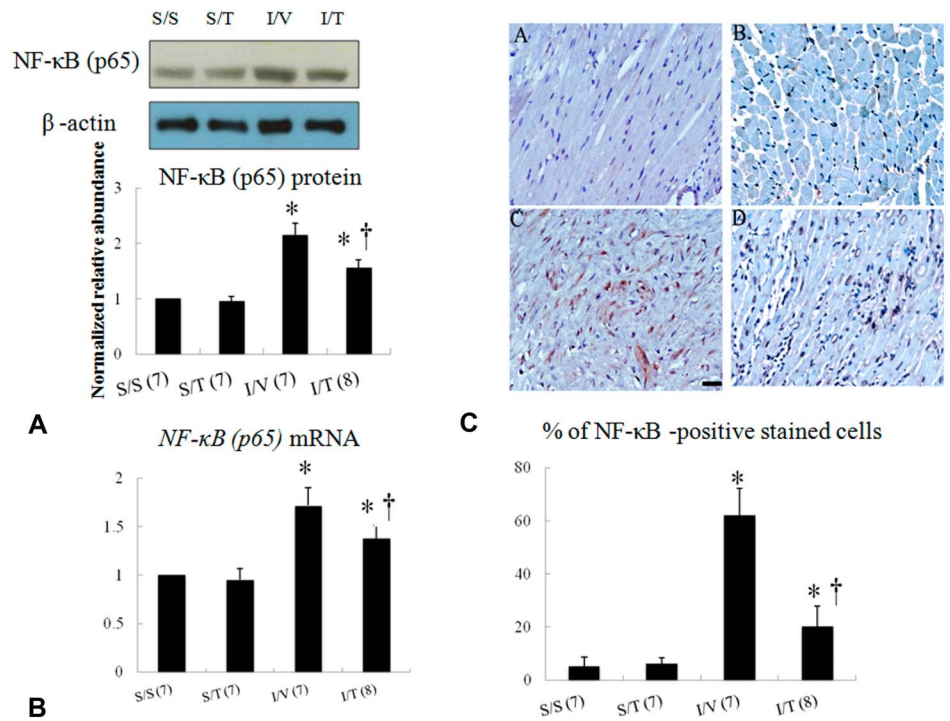 S/S S/T I/V I/T
NF-κB (p65)
β -actin
NF-κB (p65) protein
Normalized relative abundance
3
2
1
0
* * †
S/S (7) S/T (7) I/V (7) I/T (8)
A
NF-κB (p65) mRNA
2
1.5
1
0.5
0
* * †
S/S (7) S/T (7) I/V (7) I/T (8)
B
A B
C D
C
% of NF-κB -positive stained cells
80
60
40
20
0
* * †
S/S (7) S/T (7) I/V (7) I/T (8)